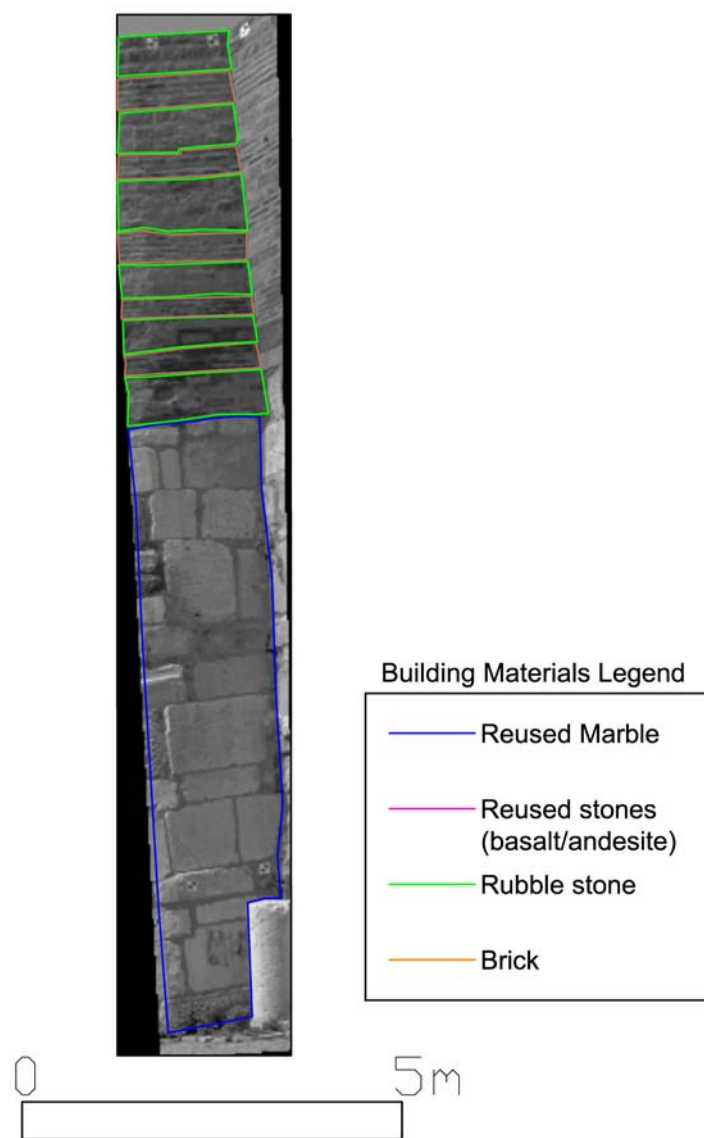 Building Materials Legend
Reused Marble
Reused stones
(basalt/andesite)
Rubble stone
Brick
0 5m